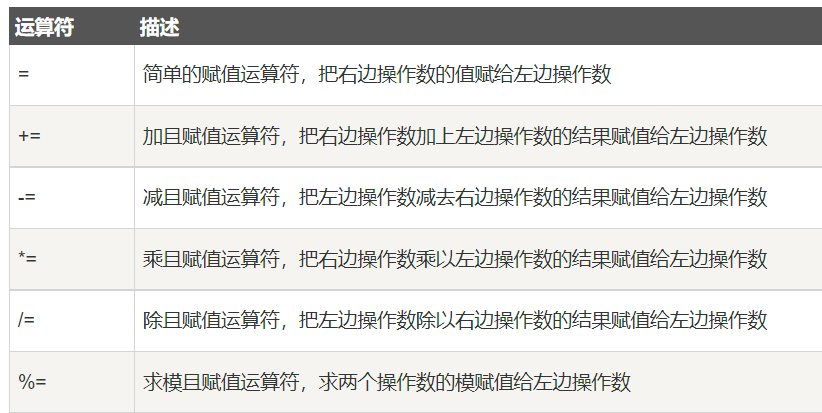 运算符 描述
= 简单的赋值运算符，把右边操作数的值赋给左边操作数
+= 加且赋值运算符，把右边操作数加上左边操作数的结果赋值给左边操作数
-= 减且赋值运算符，把左边操作数减去右边操作数的结果赋值给左边操作数
*= 乘且赋值运算符，把右边操作数乘以左边操作数的结果赋值给左边操作数
/= 除且赋值运算符，把左边操作数除以右边操作数的结果赋值给左边操作数
%= 求模且赋值运算符，求两个操作数的模赋值给左边操作数